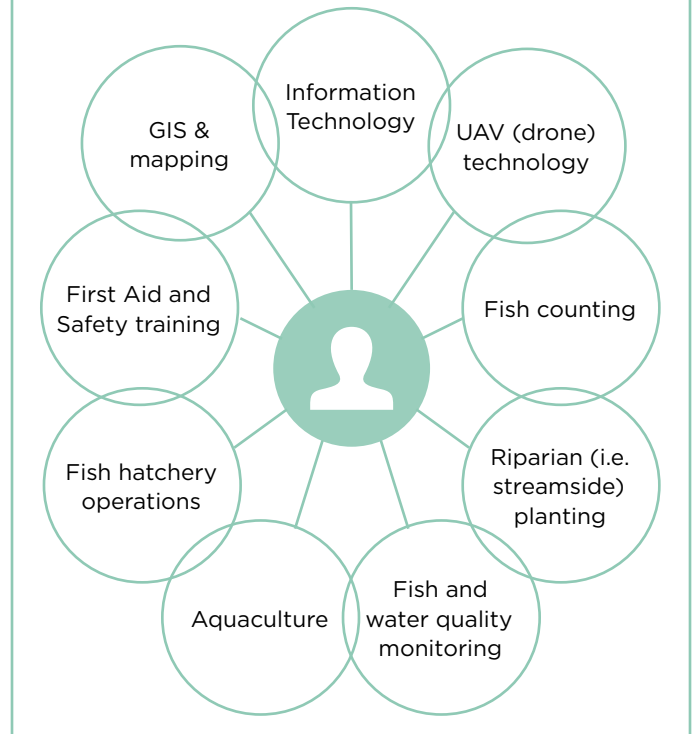 Information
Technology
UAV (drone)
technology
Fish counting
Riparian (i.e.
streamside)
planting
Fish and
water quality
monitoring
Aquaculture
Fish hatchery
operations
First Aid and
Safety training
GIS &
mapping